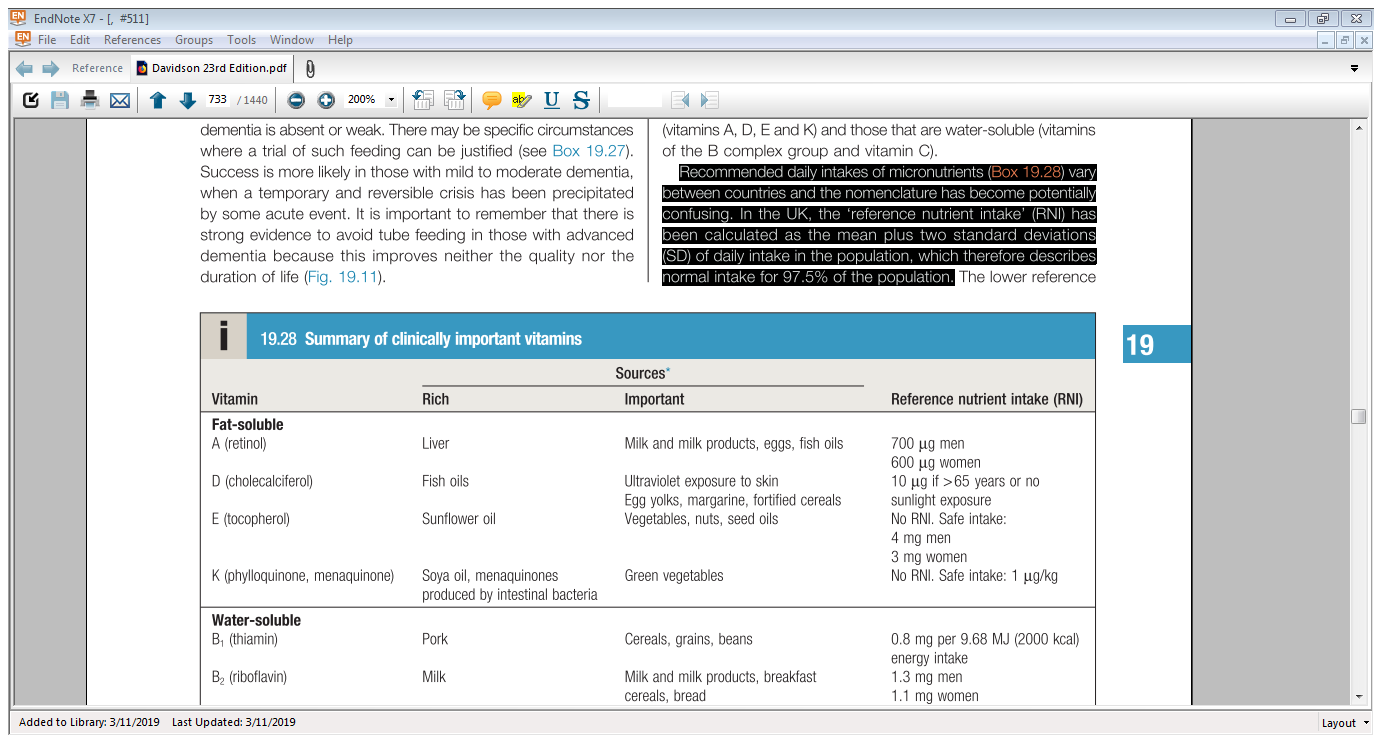 EndNote X7 - [, #511]
File Edit References Groups Tools Window Help
Reference Davidson 23rd Edition.pdf
733 / 1440 200%
dementia is absent or weak. There may be specific circumstances
where a trial of such feeding can be justified (see Box 19.27).
Success is more likely in those with mild to moderate dementia,
when a temporary and reversible crisis has been precipitated
by some acute event. It is important to remember that there is
strong evidence to avoid tube feeding in those with advanced
dementia because this improves neither the quality nor the
duration of life (Fig. 19.11).
(vitamins A, D, E and K) and those that are water-soluble (vitamins
of the B complex group and vitamin C).
Recommended daily intakes of micronutrients (Box 19.28) vary
between countries and the nomenclature has become potentially
confusing. In the UK, the ‘reference nutrient intake’ (RNI) has
been calculated as the mean plus two standard deviations
(SD) of daily intake in the population, which therefore describes
normal intake for 97.5% of the population. The lower reference
i 19.28 Summary of clinically important vitamins
19
Sources*
Vitamin Rich Important Reference nutrient intake (RNI)
Fat-soluble
A (retinol) Liver Milk and milk products, eggs, fish oils 700 µg men
600 µg women
D (cholecalciferol) Fish oils Ultraviolet exposure to skin 10 µg if >65 years or no
Egg yolks, margarine, fortified cereals sunlight exposure
E (tocopherol) Sunflower oil Vegetables, nuts, seed oils No RNI. Safe intake:
4 mg men
3 mg women
K (phylloquinone, menaquinone) Soya oil, menaquinones Green vegetables No RNI. Safe intake: 1 µg/kg
produced by intestinal bacteria
Water-soluble
B₁ (thiamin) Pork Cereals, grains, beans 0.8 mg per 9.68 MJ (2000 kcal)
energy intake
B₂ (riboflavin) Milk Milk and milk products, breakfast 1.3 mg men
cereals, bread 1.1 mg women
Added to Library: 3/11/2019 Last Updated: 3/11/2019 Layout